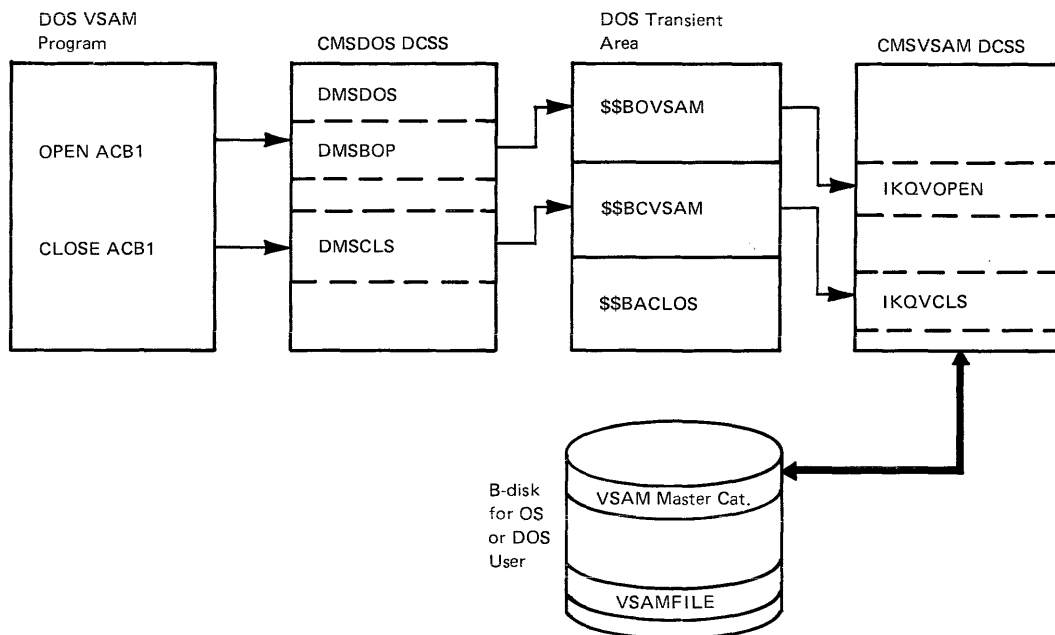 DOS VSAM
Program
CMSDOS DCSS
DOS Transient
Area
CMSVSAM DCSS
OPEN ACB1
CLOSE ACB1
DMSDOS
DMSBOP
DMSCLS
$$BOVSAM
$$BCVSAM
$$BACLOS
IKQVOPEN
IKQVCLS
B-disk
for OS
or DOS
User
VSAM Master Cat.
VSAMFILE